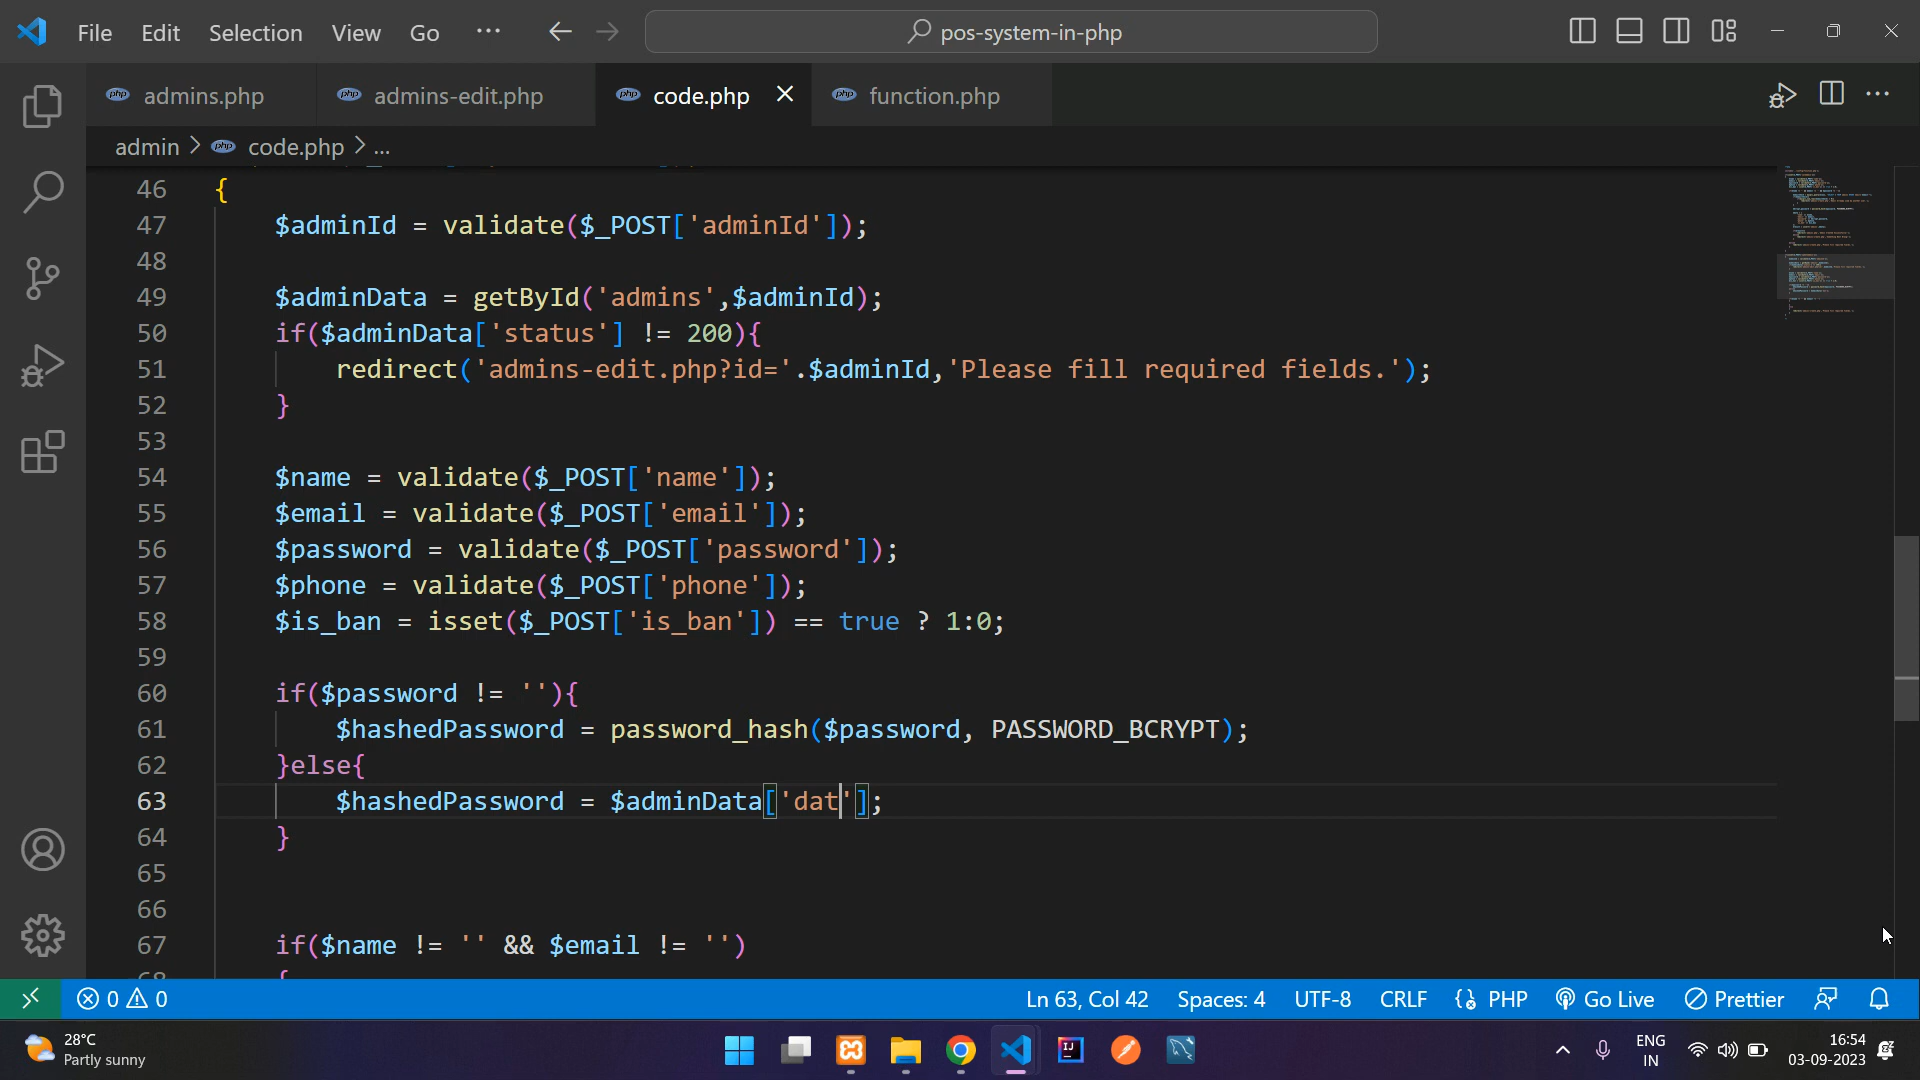 File Edit Selection View Go ··· pos-system-in-php
php admins.php php admins-edit.php php code.php php function.php
admin > php code.php > ...
46 {
47 $adminId = validate($_POST['adminId']);
48
49 $adminData = getById('admins',$adminId);
50 if($adminData['status'] != 200){
51 redirect('admins-edit.php?id='.$adminId,'Please fill required fields.');
52 }
53
54 $name = validate($_POST['name']);
55 $email = validate($_POST['email']);
56 $password = validate($_POST['password']);
57 $phone = validate($_POST['phone']);
58 $is_ban = isset($_POST['is_ban']) == true ? 1:0;
59
60 if($password != ''){
61 $hashedPassword = password_hash($password, PASSWORD_BCRYPT);
62 }else{
63 $hashedPassword = $adminData['dat'];
64 }
65
66
67 if($name != '' && $email != '')
68 {
0 0 Ln 63, Col 42 Spaces: 4 UTF-8 CRLF PHP Go Live Prettier
28°C
Partly sunny
ENG
IN
16:54
03-09-2023